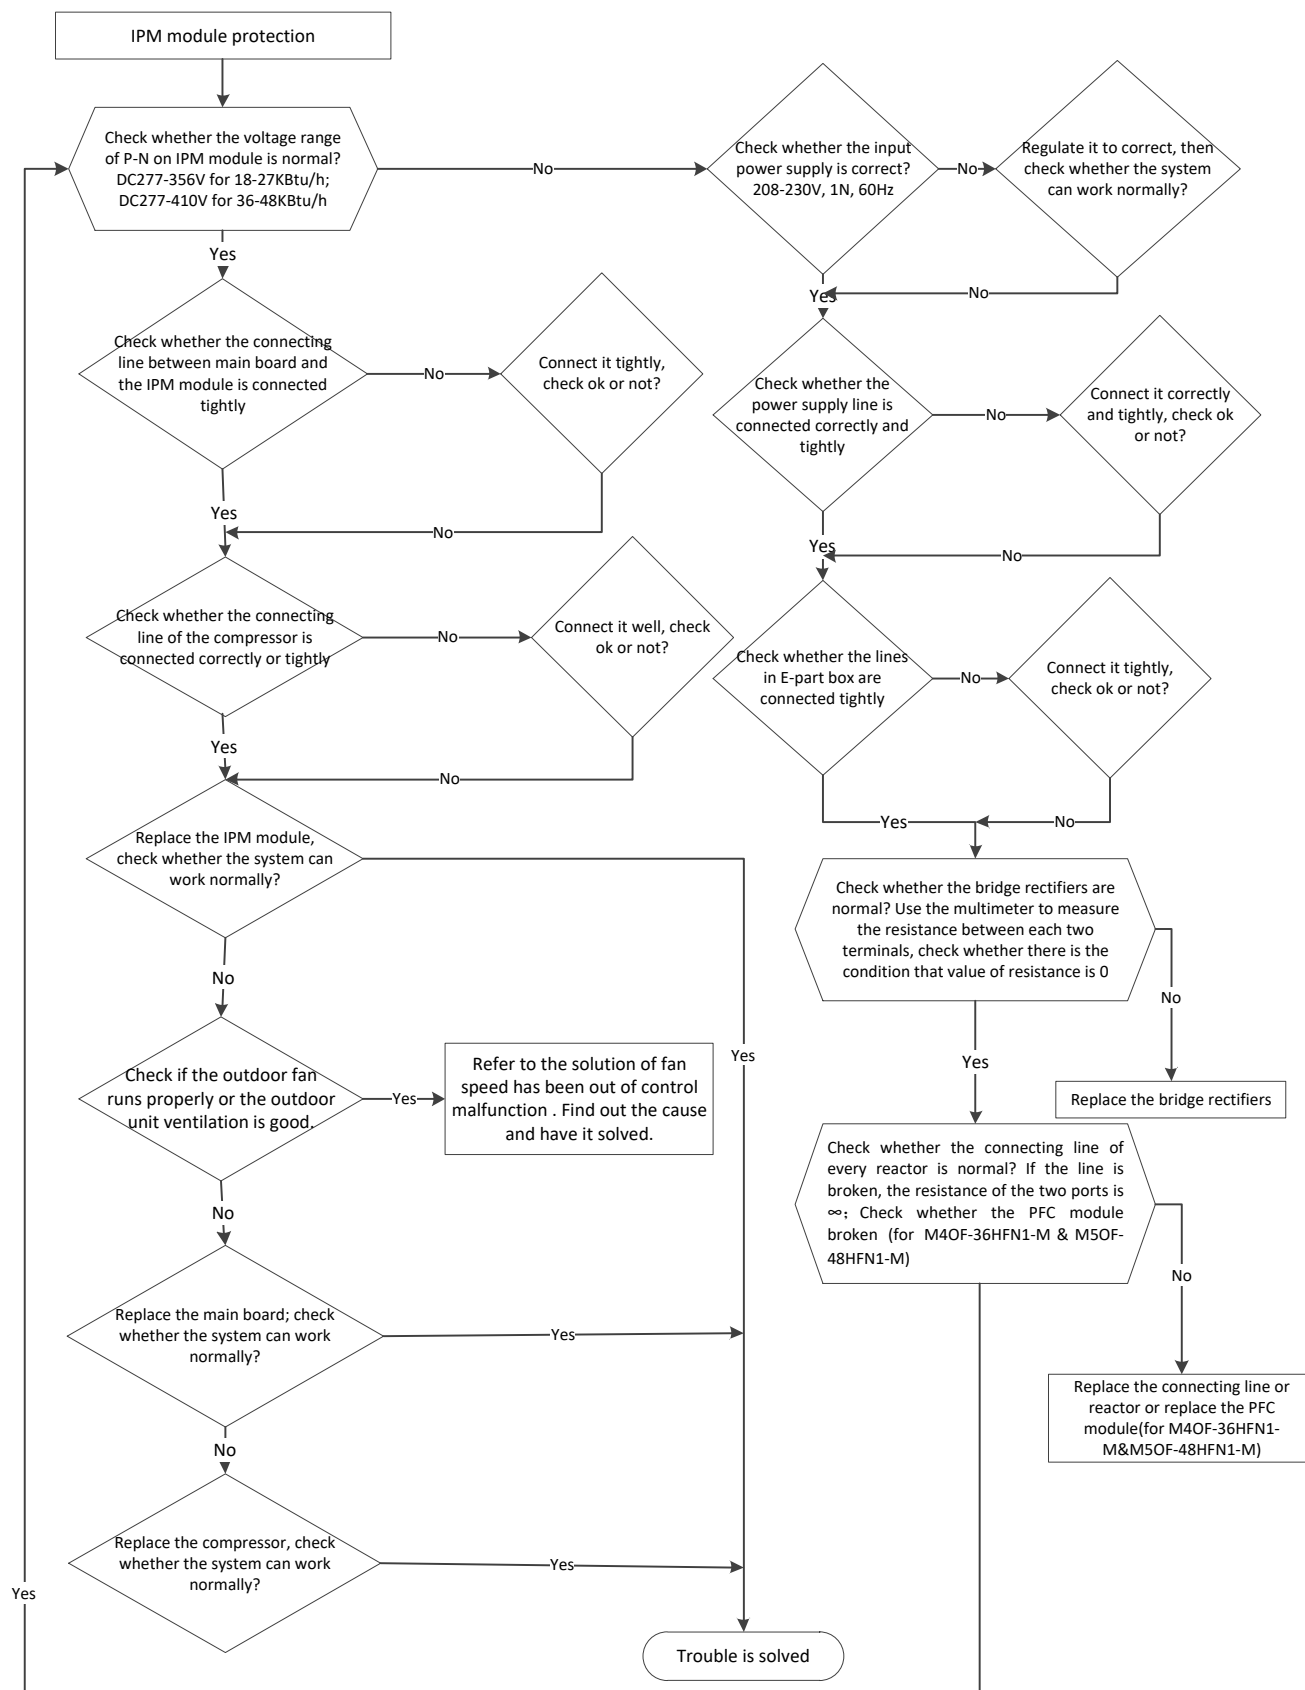 IPM module protection
Check whether the voltage range
of P-N on IPM module is normal?
DC277-356V for 18-27KBtu/h;
DC277-410V for 36-48KBtu/h
No
Check whether the input
power supply is correct?
208-230V, 1N, 60Hz
No
Regulate it to correct, then
check whether the system
can work normally?
Yes
No
Yes
Check whether the connecting
line between main board and
the IPM module is connected
tightly
No
Connect it tightly,
check ok or not?
Check whether the
power supply line is
connected correctly and
tightly
No
Connect it correctly
and tightly, check ok
or not?
Yes
No
Yes
No
Check whether the connecting
line of the compressor is
connected correctly or tightly
No
Connect it well, check
ok or not?
Check whether the lines
in E-part box are
connected tightly
No
Connect it tightly,
check ok or not?
Yes
No
Yes
No
Replace the IPM module,
check whether the system can
work normally?
Check whether the bridge rectifiers are
normal? Use the multimeter to measure
the resistance between each two
terminals, check whether there is the
condition that value of resistance is 0
No
No
Yes
Yes
Check if the outdoor fan
runs properly or the outdoor
unit ventilation is good.
Yes
Refer to the solution of fan
speed has been out of control
malfunction . Find out the cause
and have it solved.
Replace the bridge rectifiers
Check whether the connecting line of
every reactor is normal? If the line is
broken, the resistance of the two ports is
∞; Check whether the PFC module
broken (for M4OF-36HFN1-M & M5OF-
48HFN1-M)
No
No
Replace the main board; check
whether the system can work
normally?
Yes
Replace the connecting line or
reactor or replace the PFC
module(for M4OF-36HFN1-
M&M5OF-48HFN1-M)
No
Replace the compressor, check
whether the system can work
normally?
Yes
Yes
Trouble is solved